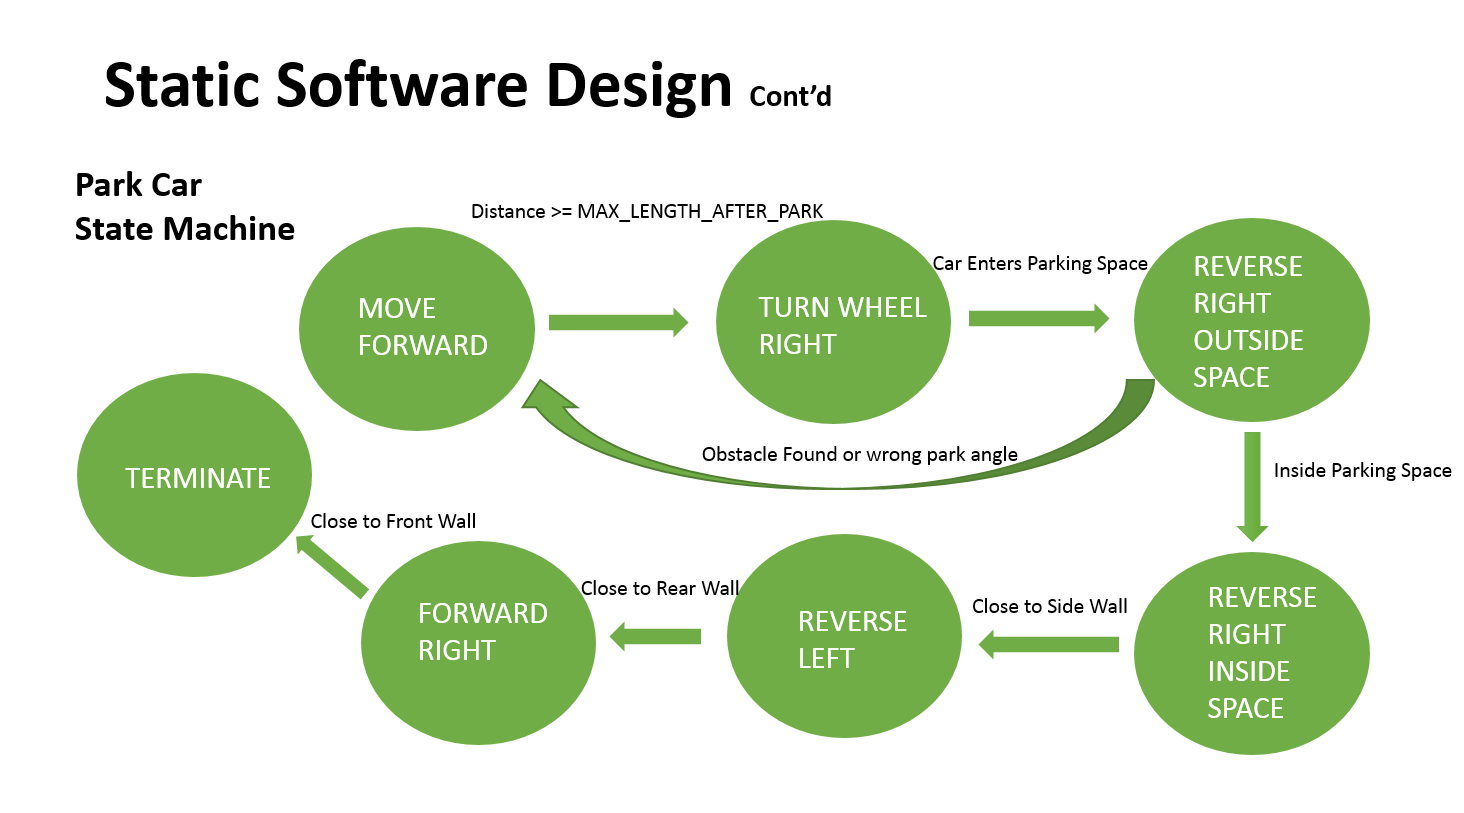 Static Software Design Cont’d
Park Car
State Machine
Distance >= MAX_LENGTH_AFTER_PARK
MOVE
FORWARD
TURN WHEEL
RIGHT
Car Enters Parking Space
REVERSE
RIGHT
OUTSIDE
SPACE
Obstacle Found or wrong park angle
Inside Parking Space
REVERSE
RIGHT
INSIDE
SPACE
Close to Side Wall
REVERSE
LEFT
Close to Rear Wall
FORWARD
RIGHT
Close to Front Wall
TERMINATE